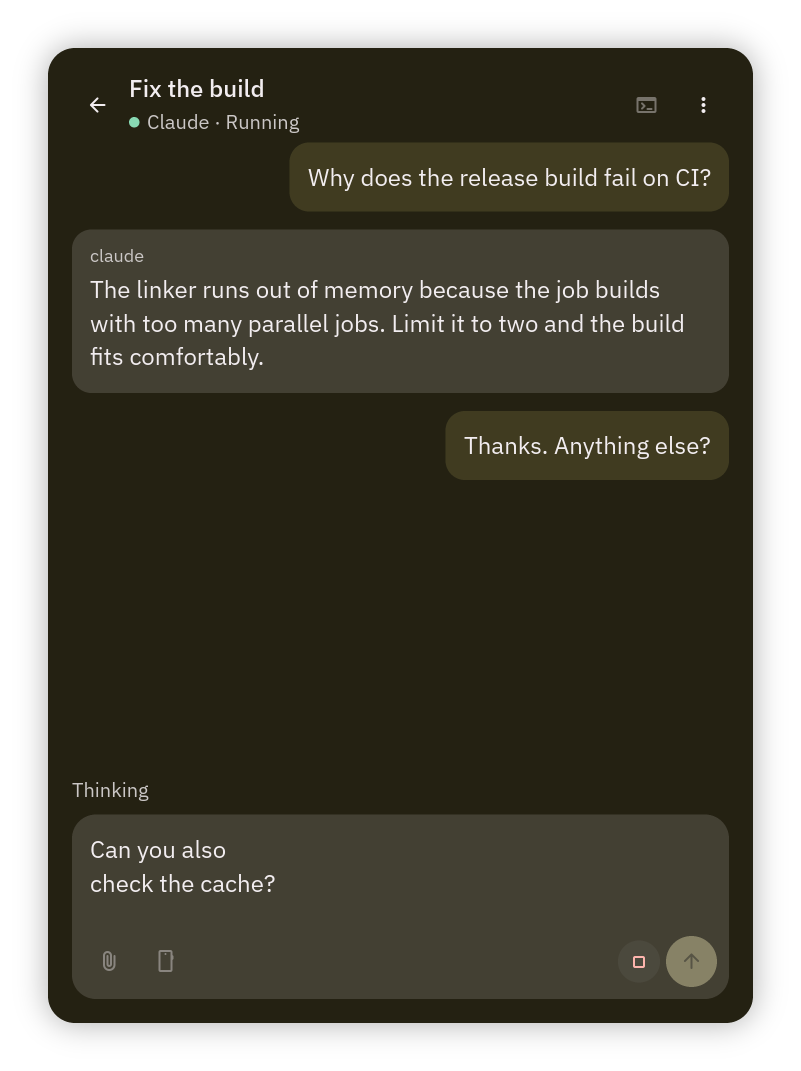 Fix the build
Claude · Running
Why does the release build fail on CI?
claude
The linker runs out of memory because the job builds
with too many parallel jobs. Limit it to two and the build
fits comfortably.
Thanks. Anything else?
Thinking
Can you also
check the cache?